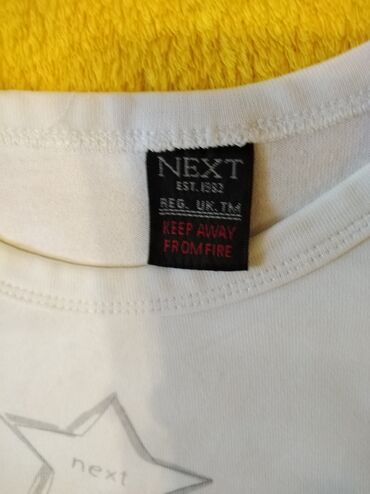 NEXT
EST. 1982
REG. UK. TM
KEEP AWAY
FROM FIRE
next